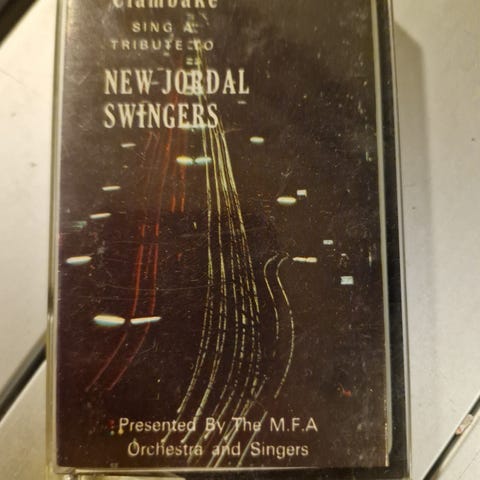 Clambake
SING A
TRIBUTE TO
NEW JORDAL
SWINGERS
Presented By The M.F.A
Orchestra and Singers